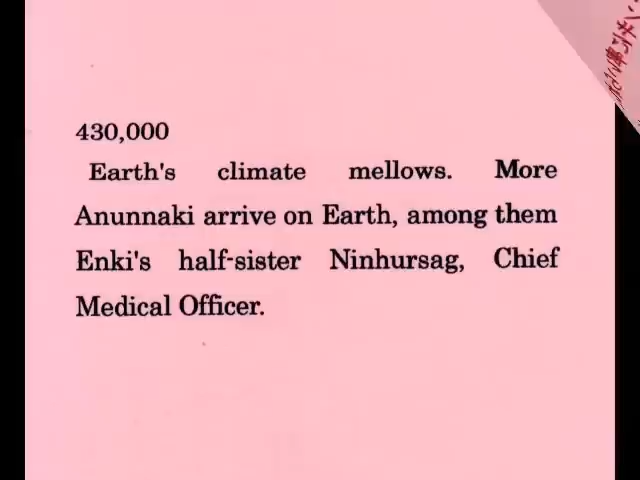 430,000
Earth's climate mellows. More
Anunnaki arrive on Earth, among them
Enki's half-sister Ninhursag, Chief
Medical Officer.